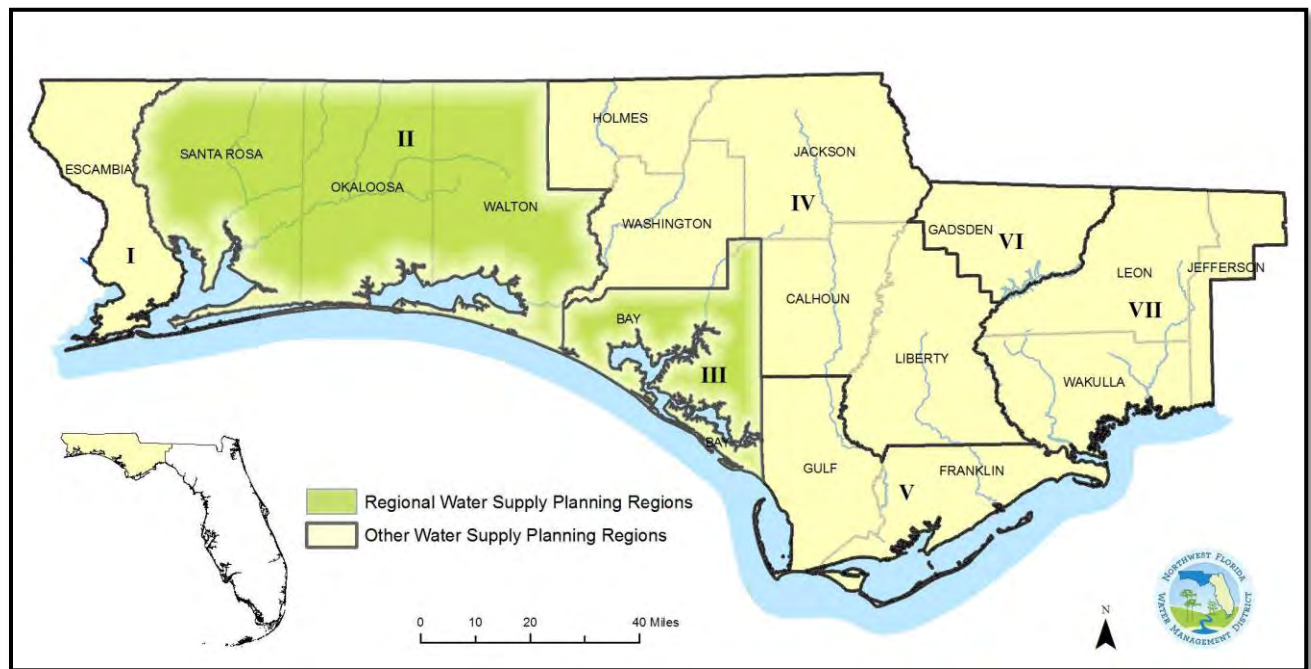 HOLMES
II
JACKSON
SANTA ROSA
ESCAMBIA
OKALOOSA
WALTON
IV
WASHINGTON
GADSDEN
VI
I
LEON
JEFFERSON
CALHOUN
VII
BAY
LIBERTY
III
WAKULLA
BAY
GULF
FRANKLIN
V
Regional Water Supply Planning Regions
Other Water Supply Planning Regions
0 10 20 40 Miles
N
NORTHWEST FLORIDA
WATER MANAGEMENT DISTRICT